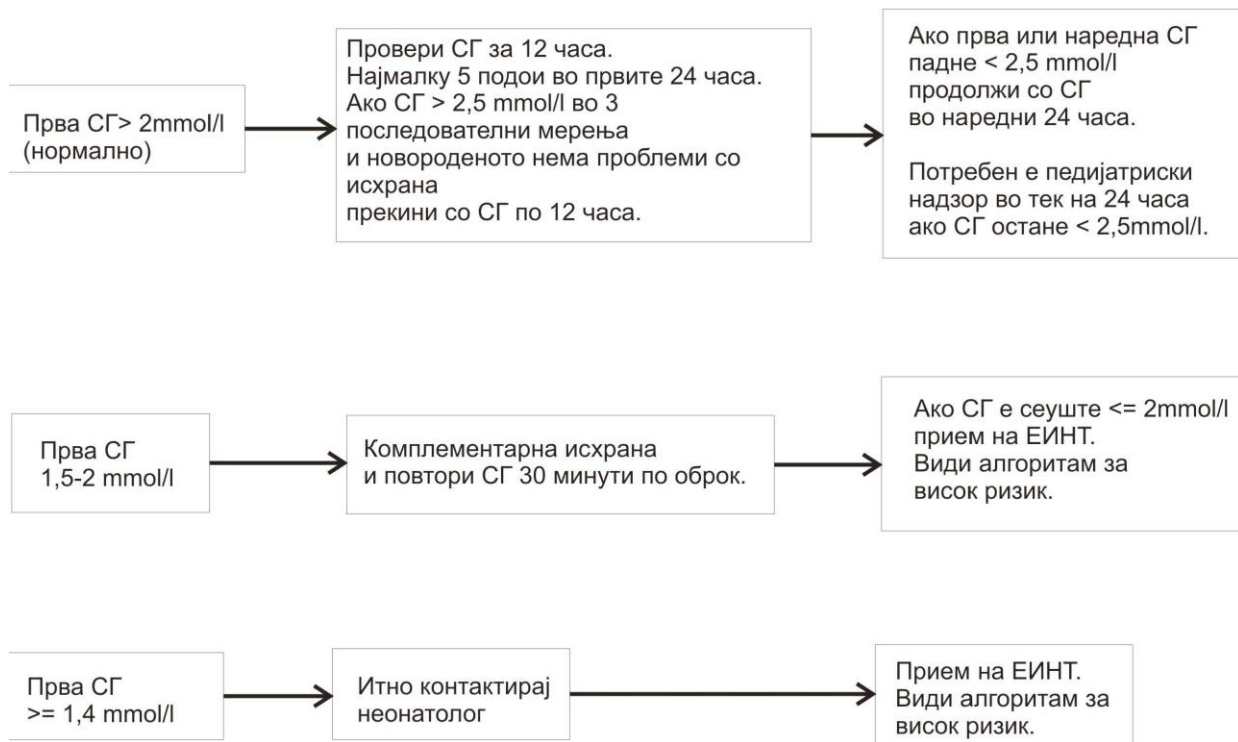 Прва СГ> 2mmol/l
(нормално)
Провери СГ за 12 часа.
Најмалку 5 подои во првите 24 часа.
Ако СГ > 2,5 mmol/l во 3
последователни мерења
и новороденото нема проблеми со
исхрана
прекини со СГ по 12 часа.
Ако прва или наредна СГ
падне < 2,5 mmol/l
продолжи со СГ
во наредни 24 часа.
Потребен е педијатриски
надзор во тек на 24 часа
ако СГ остане < 2,5mmol/l.
Прва СГ
1,5-2 mmol/l
Комплементарна исхрана
и повтори СГ 30 минути по оброк.
Ако СГ е сеуште <= 2mmol/l
прием на ЕИНТ.
Види алгоритам за
висок ризик.
Прва СГ
>= 1,4 mmol/l
Итно контактирај
неонатолог
Прием на ЕИНТ.
Види алгоритам за
висок ризик.